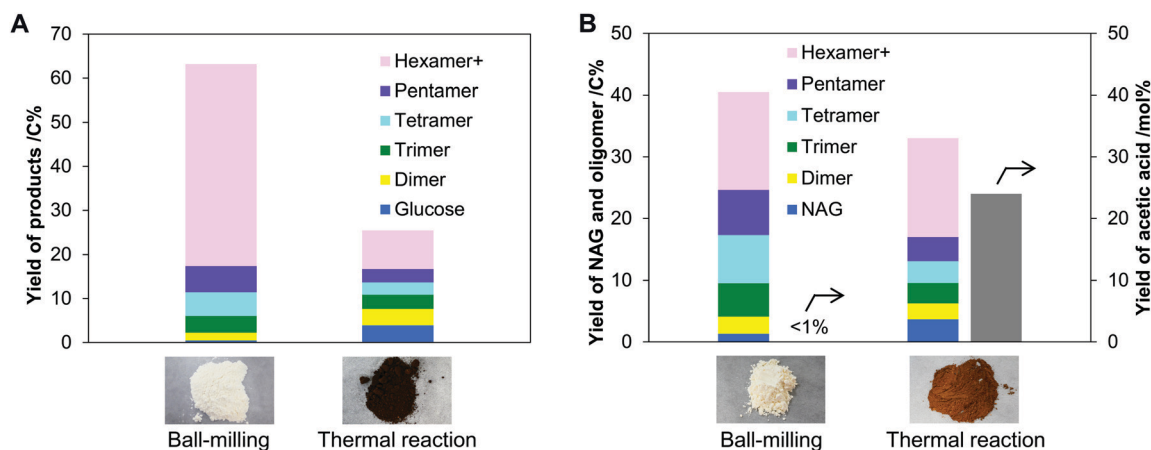 A
Yield of products /C%
70
60
50
40
30
20
10
0
Hexamer+
Pentamer
Tetramer
Trimer
Dimer
Glucose
Ball-milling
Thermal reaction
B
Yield of NAG and oligomer /C%
50
40
30
20
10
0
Hexamer+
Pentamer
Tetramer
Trimer
Dimer
NAG
<1%
50
40
30
20
10
0
Yield of acetic acid /mol%
Ball-milling
Thermal reaction